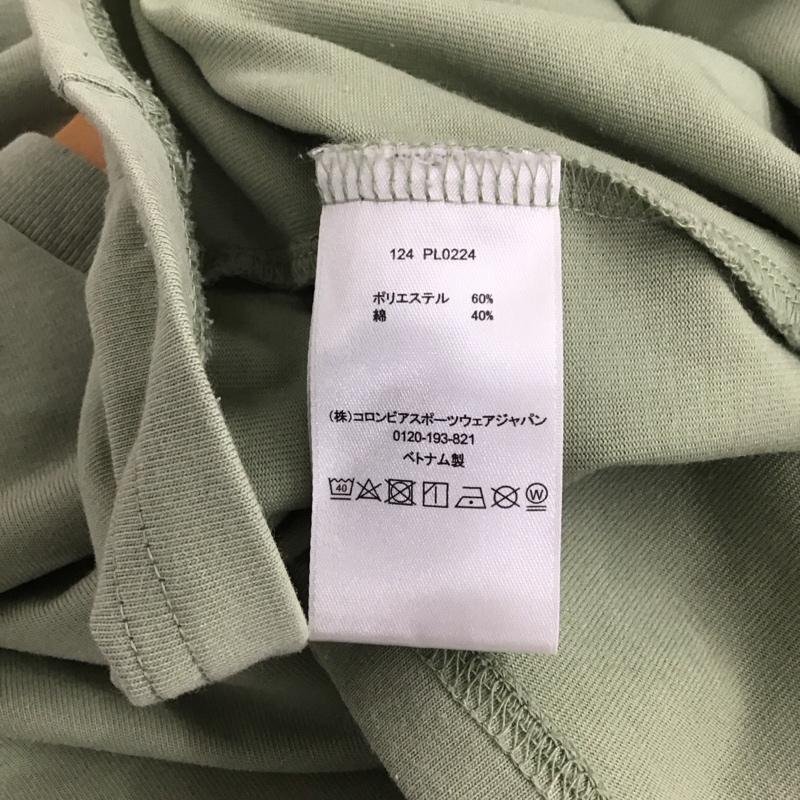 124 PL0224
ポリエステル 60%
綿 40%
(株)コロンビアスポーツウェアジャパン
0120-193-821
ベトナム製
40 W